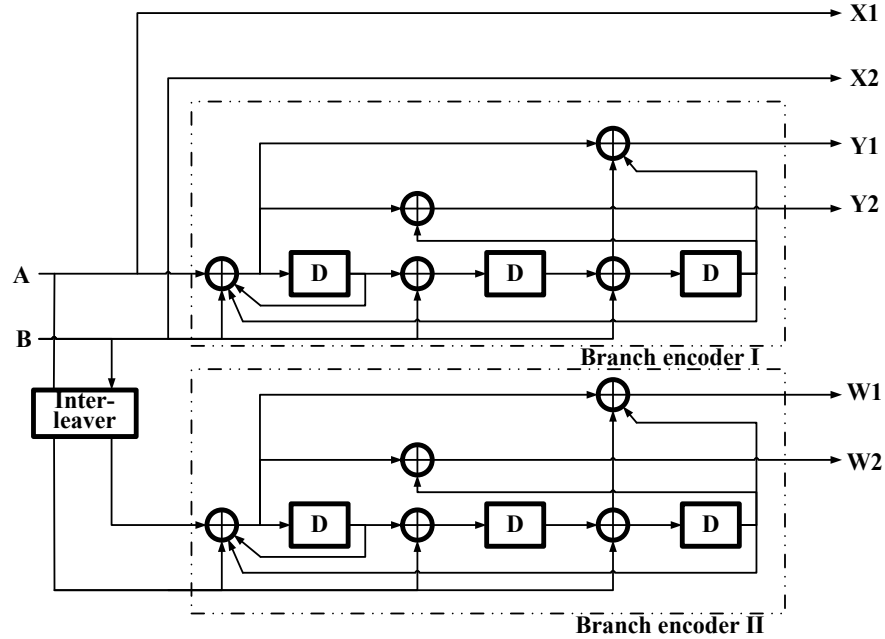 X1
X2
Y1
Y2
A
D
D
D
B
Branch encoder I
Inter-
leaver
W1
W2
D
D
D
Branch encoder II